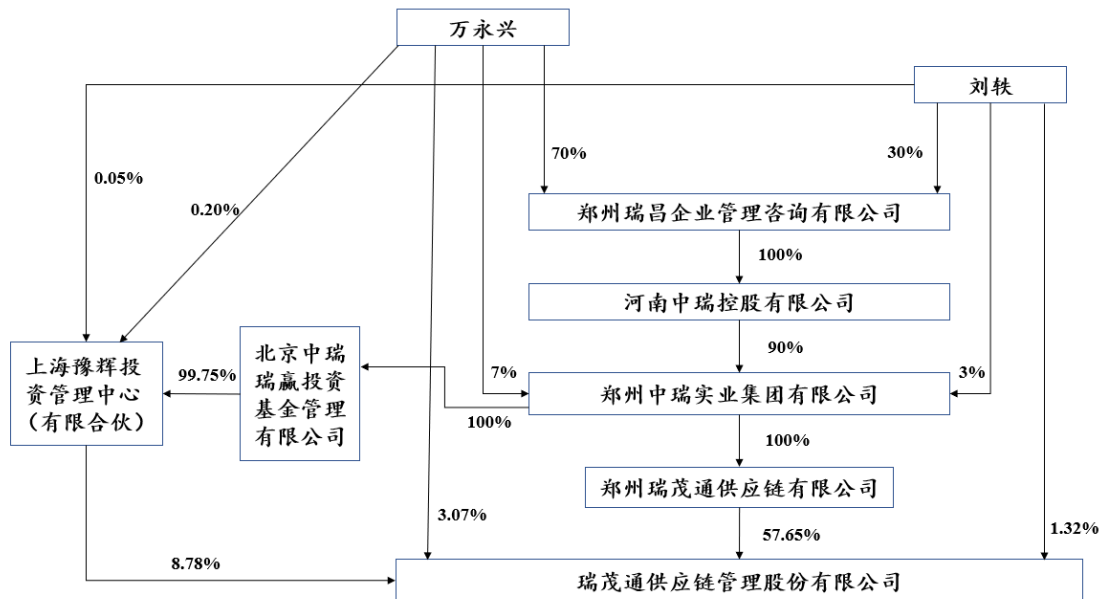 万永兴
刘轶
70%
30%
0.05%
0.20%
郑州瑞昌企业管理咨询有限公司
100%
河南中瑞控股有限公司
90%
上海豫辉投
资管理中心
（有限合伙）
99.75%
北京中瑞
瑞赢投资
基金管理
有限公司
7%
3%
郑州中瑞实业集团有限公司
100%
100%
郑州瑞茂通供应链有限公司
3.07%
57.65%
1.32%
8.78%
瑞茂通供应链管理股份有限公司